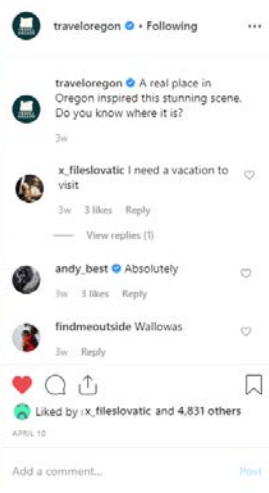 traveloregon • Following
traveloregon A real place in
Oregon inspired this stunning scene.
Do you know where it is?
3w
x_fileslovatic I need a vacation to
visit
3w 3 likes Reply
View replies (1)
andy_best Absolutely
3w 3 likes Reply
findmeoutside Wallowas
3w Reply
Liked by x_fileslovatic and 4,831 others
APRIL 10
Add a comment... Post